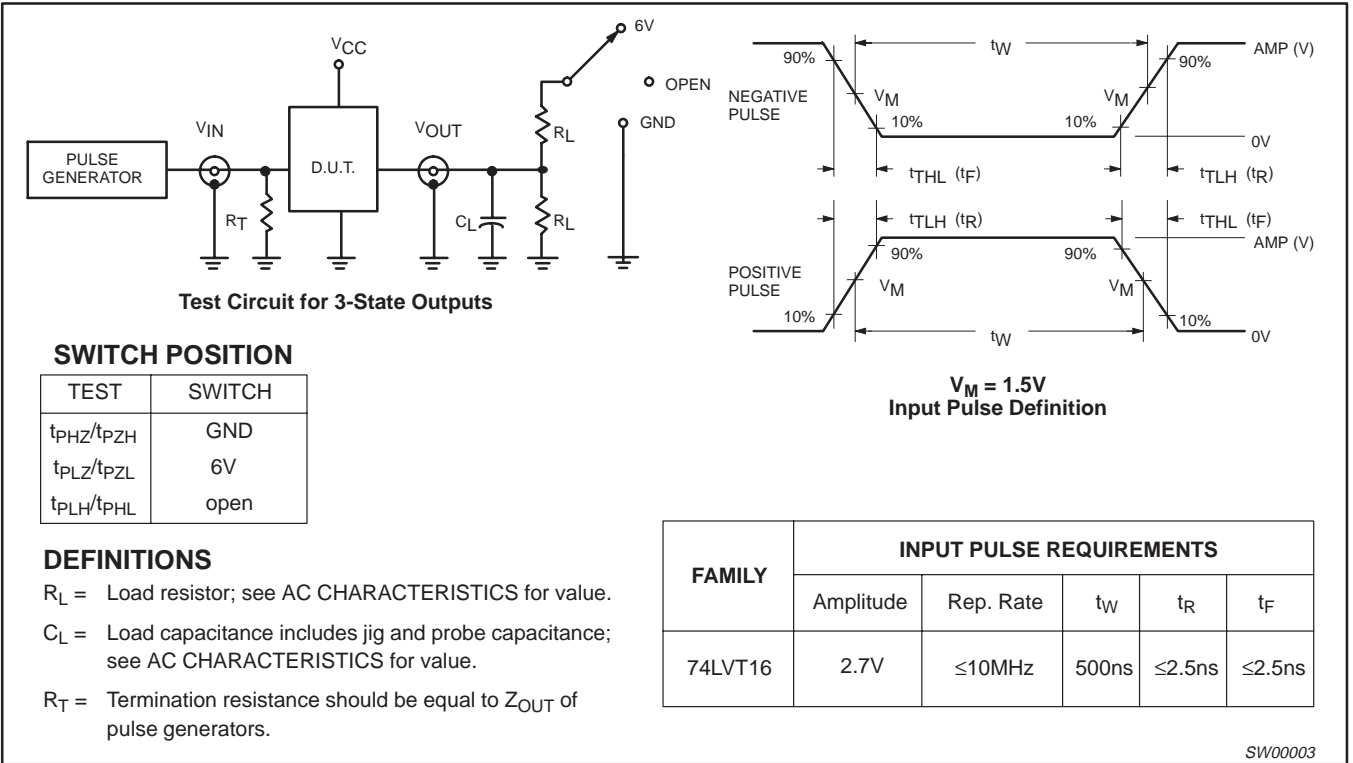 6V
OPEN
GND
VCC
VIN
VOUT
RL
PULSE
GENERATOR
D.U.T.
RT
CL
RL
Test Circuit for 3-State Outputs
tW
AMP (V)
90%
90%
NEGATIVE
PULSE
VM
VM
10%
10%
0V
tTHL (tF)
tTLH (tR)
tTLH (tR)
tTHL (tF)
AMP (V)
90%
90%
POSITIVE
PULSE
VM
VM
10%
10%
tW
0V
VM = 1.5V
Input Pulse Definition
SWITCH POSITION
TEST SWITCH
tPHZ/tPZH GND
tPLZ/tPZL 6V
tPLH/tPHL open
DEFINITIONS
RL = Load resistor; see AC CHARACTERISTICS for value.
CL = Load capacitance includes jig and probe capacitance;
see AC CHARACTERISTICS for value.
RT = Termination resistance should be equal to ZOUT of
pulse generators.
FAMILY
INPUT PULSE REQUIREMENTS
Amplitude Rep. Rate tW tR tF
74LVT16 2.7V ≤10MHz 500ns ≤2.5ns ≤2.5ns
SW00003